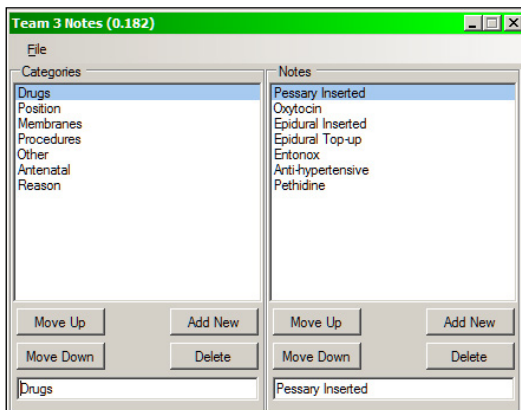 Team 3 Notes (0.182)
File
Categories
Drugs
Position
Membranes
Procedures
Other
Antenatal
Reason
Move Up
Add New
Move Down
Delete
Drugs
Notes
Pessary Inserted
Oxytocin
Epidural Inserted
Epidural Top-up
Entonox
Anti-hypertensive
Pethidine
Move Up
Add New
Move Down
Delete
Pessary Inserted